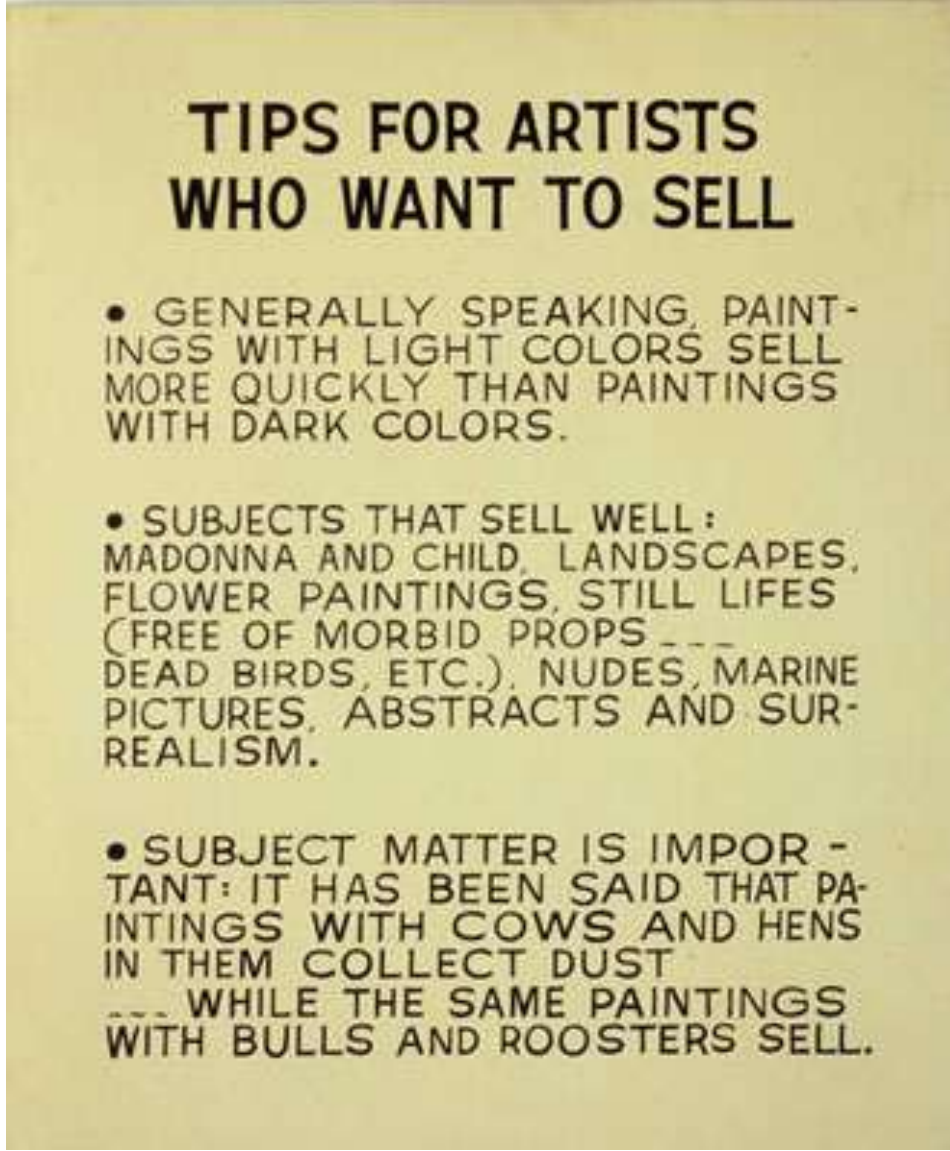 TIPS FOR ARTISTS
WHO WANT TO SELL
• GENERALLY SPEAKING, PAINT-
INGS WITH LIGHT COLORS SELL
MORE QUICKLY THAN PAINTINGS
WITH DARK COLORS.
• SUBJECTS THAT SELL WELL:
MADONNA AND CHILD, LANDSCAPES,
FLOWER PAINTINGS, STILL LIFES
(FREE OF MORBID PROPS ---
DEAD BIRDS, ETC.), NUDES, MARINE
PICTURES, ABSTRACTS AND SUR-
REALISM.
• SUBJECT MATTER IS IMPOR-
TANT: IT HAS BEEN SAID THAT PA-
INTINGS WITH COWS AND HENS
IN THEM COLLECT DUST
--- WHILE THE SAME PAINTINGS
WITH BULLS AND ROOSTERS SELL.